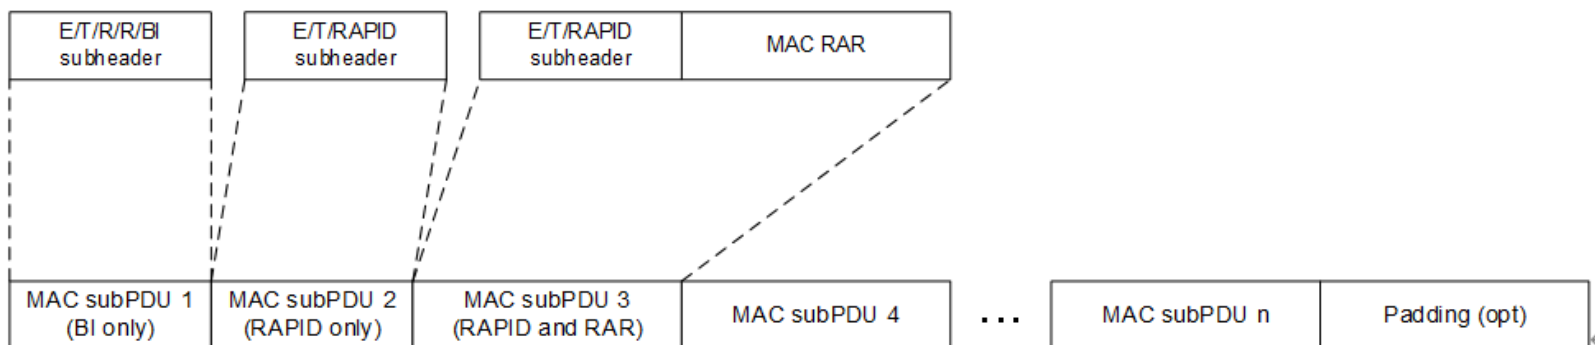 E/T/R/R/BI
subheader
E/T/RAPID
subheader
E/T/RAPID
subheader
MAC RAR
MAC subPDU 1
(BI only)
MAC subPDU 2
(RAPID only)
MAC subPDU 3
(RAPID and RAR)
MAC subPDU 4
...
MAC subPDU n
Padding (opt)